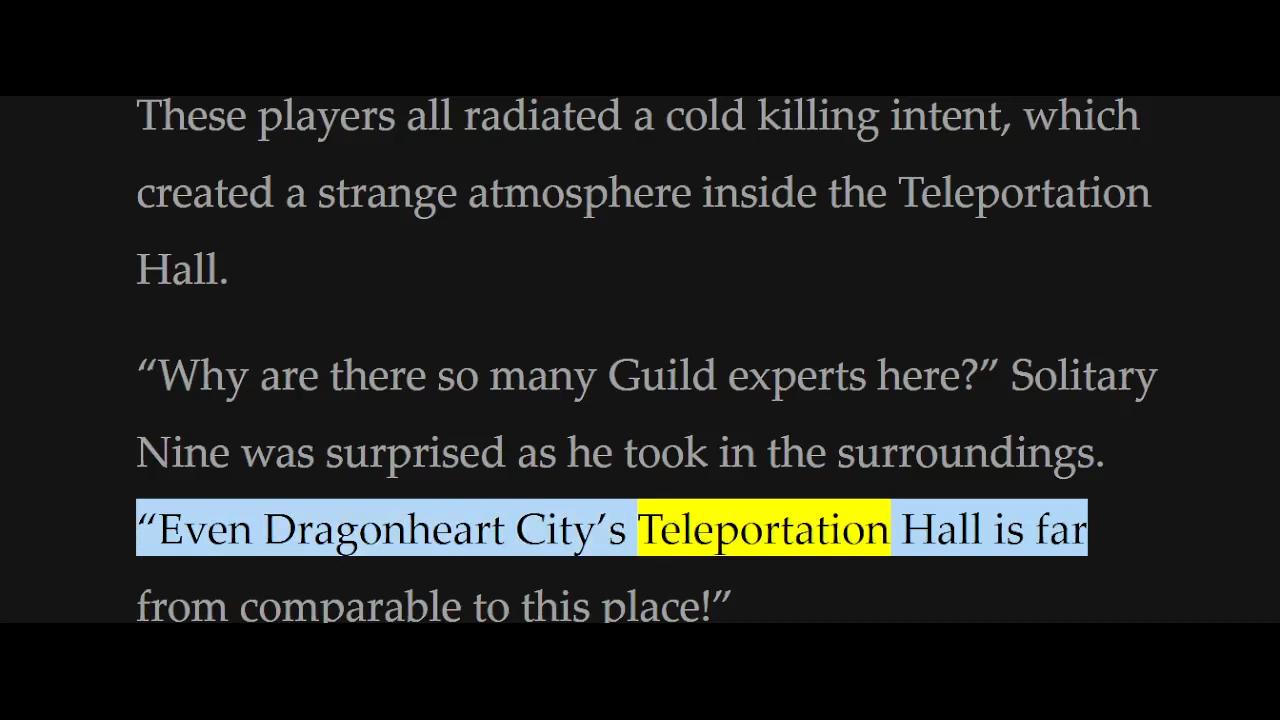 These players all radiated a cold killing intent, which
created a strange atmosphere inside the Teleportation
Hall.
“Why are there so many Guild experts here?” Solitary
Nine was surprised as he took in the surroundings.
“Even Dragonheart City’s Teleportation Hall is far
from comparable to this place!”